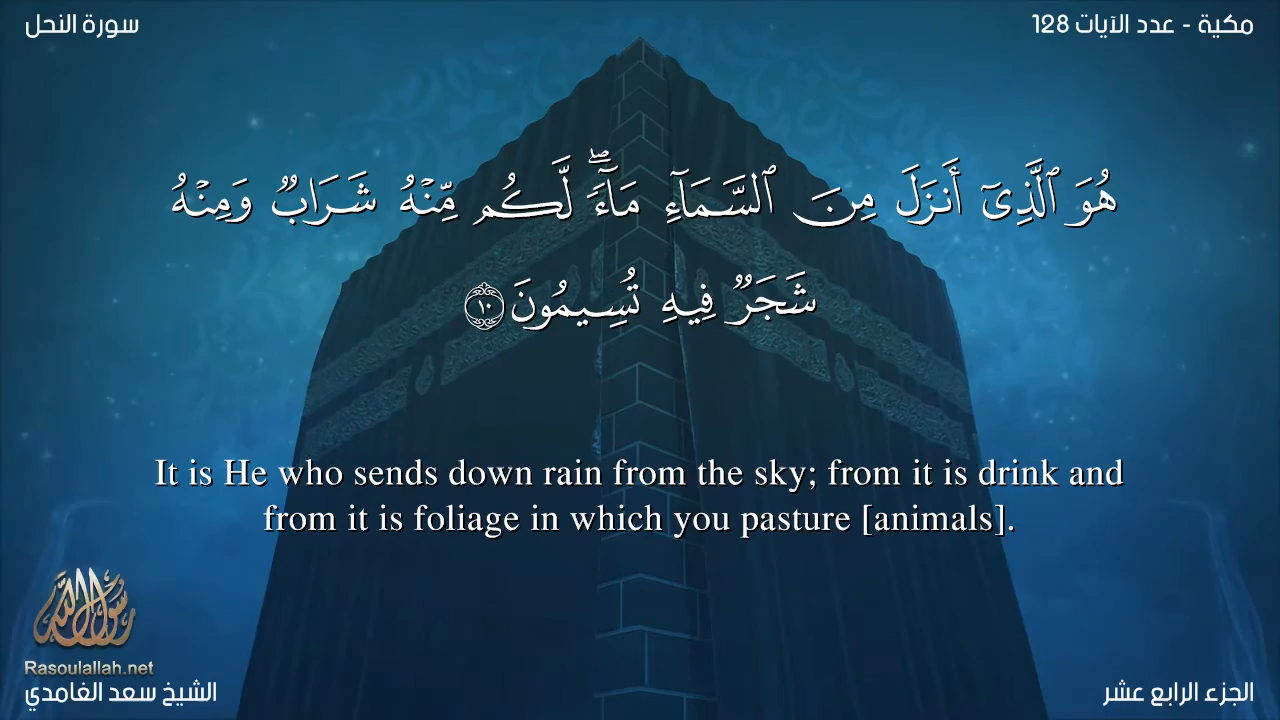 سورة النحل
مكية - عدد الآيات 128
هُوَ ٱلَّذِىٓ أَنزَلَ مِنَ ٱلسَّمَآءِ مَآءًۖ لَّكُم مِّنْهُ شَرَابٌ وَمِنْهُ
شَجَرٌ فِيهِ تُسِيمُونَ ١٠
It is He who sends down rain from the sky; from it is drink and
from it is foliage in which you pasture [animals].
رسول الله
Rasoulallah.net
الشيخ سعد الغامدي
الجزء الرابع عشر